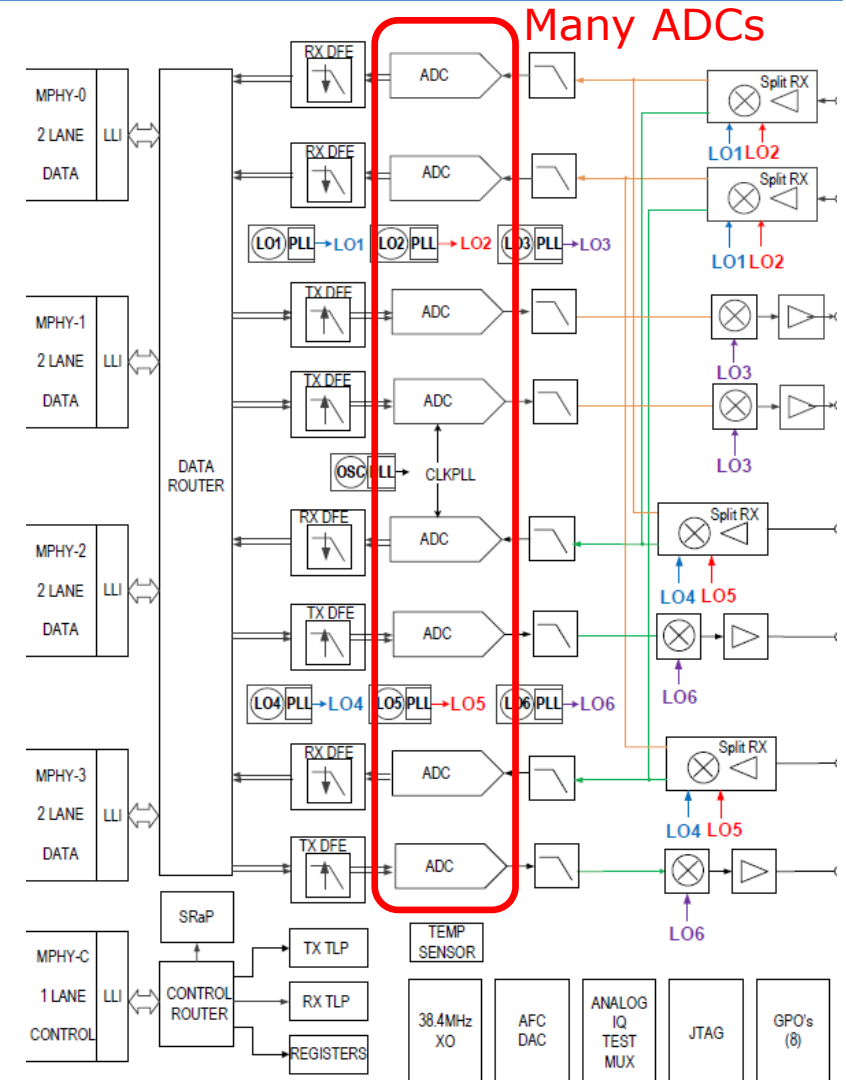 Many ADCs
RX DFE
ADC
Split RX
MPHY-0
2 LANE
DATA
LLI
LO1 LO2
RX DFE
ADC
Split RX
LO1 PLL LO1
LO2 PLL LO2
LO3 PLL LO3
LO1 LO2
TX DFE
ADC
MPHY-1
2 LANE
DATA
LLI
LO3
TX DFE
ADC
LO3
DATA
ROUTER
OSC PLL
CLKPLL
RX DFE
ADC
Split RX
MPHY-2
2 LANE
DATA
LLI
LO4 LO5
TX DFE
ADC
LO6
LO4 PLL LO4
LO5 PLL LO5
LO6 PLL LO6
RX DFE
ADC
Split RX
MPHY-3
2 LANE
DATA
LLI
LO4 LO5
TX DFE
ADC
LO6
SRaP
MPHY-C
1 LANE
CONTROL
LLI
CONTROL
ROUTER
TX TLP
RX TLP
REGISTERS
TEMP
SENSOR
38.4MHz
XO
AFC
DAC
ANALOG
IQ
TEST
MUX
JTAG
GPO's
(8)